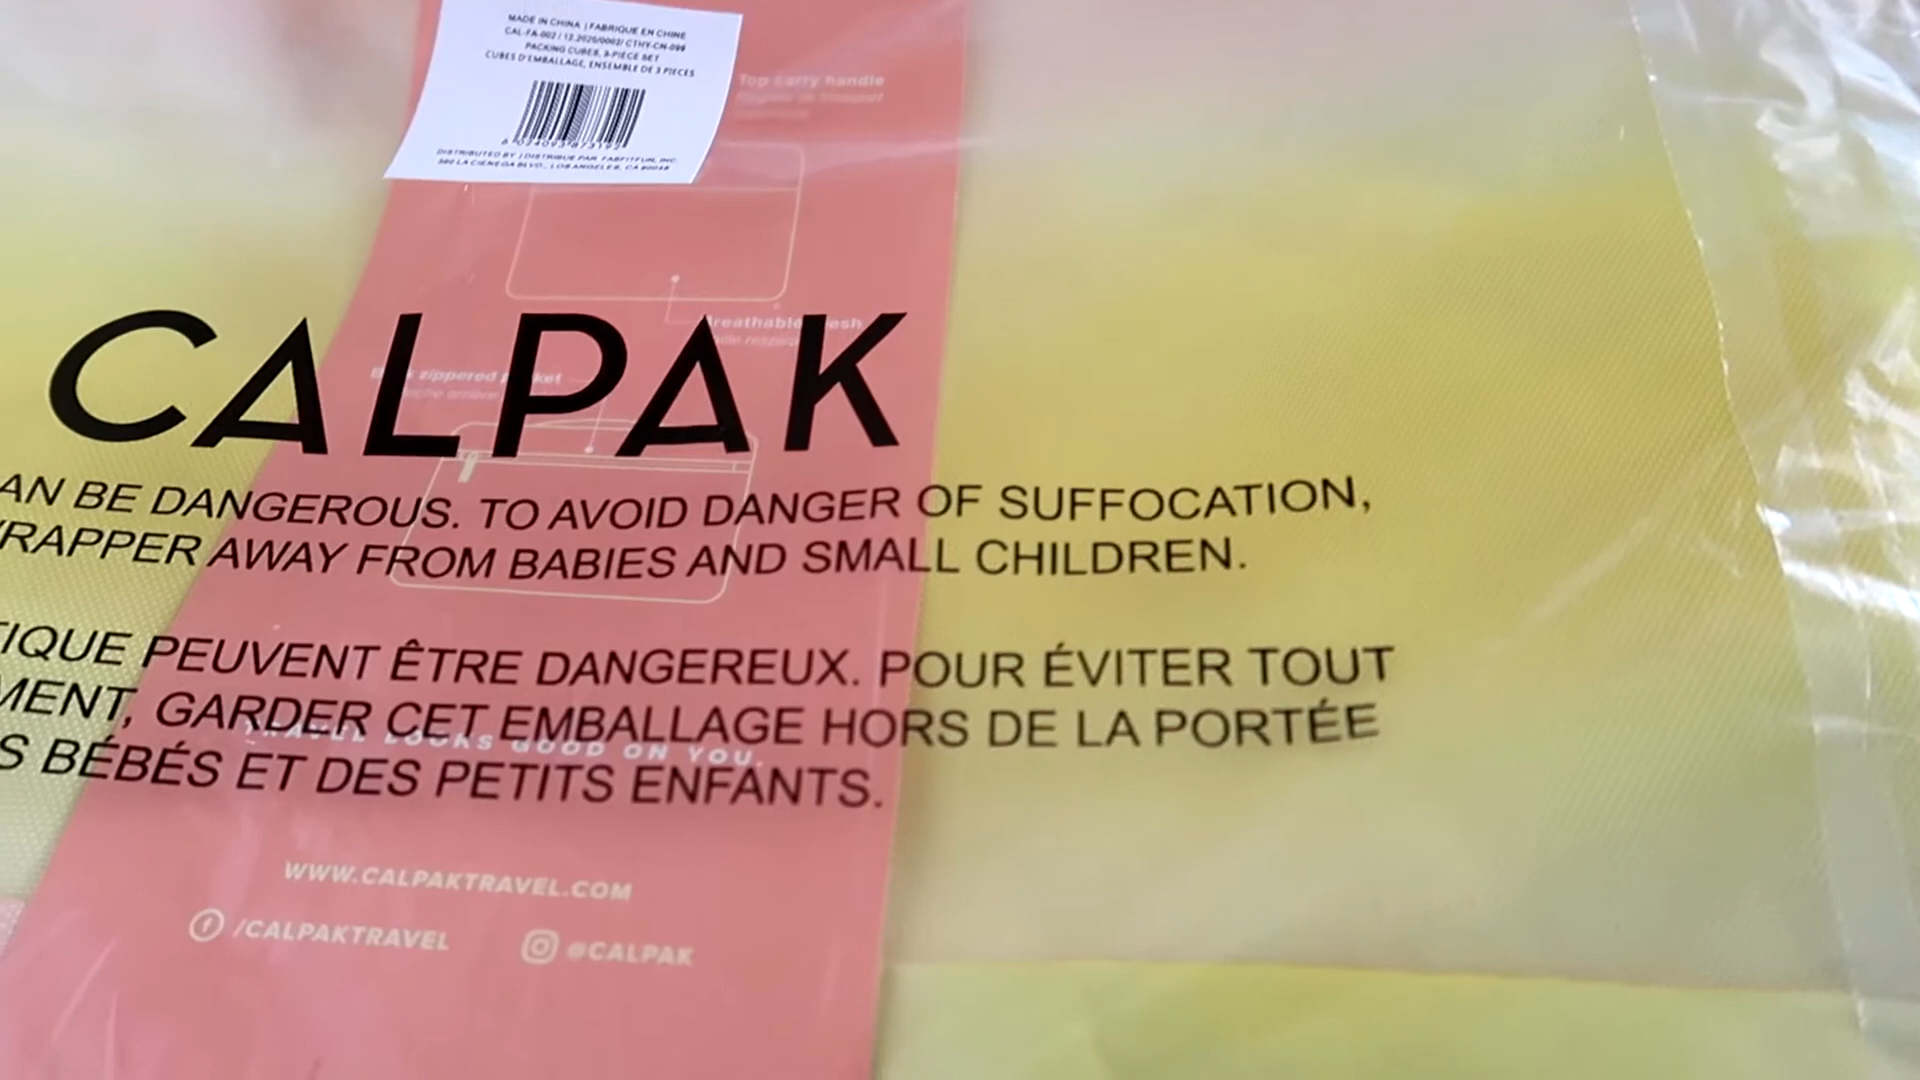 MADE IN CHINA | FABRIQUE EN CHINE
CAL-FA-002 / 12.2020/0002/ CTHY-CN-099
PACKING CUBES, 3-PIECE SET
CUBES D'EMBALLAGE, ENSEMBLE DE 3 PIECES
DISTRIBUTED BY | DISTRIBUE PAR FABFITFUN, INC.
360 LA CIENEGA BLVD., LOS ANGELES, CA 90048
Top carry handle
Breathable mesh
zippered pocket
CALPAK
AN BE DANGEROUS. TO AVOID DANGER OF SUFFOCATION,
RAPPER AWAY FROM BABIES AND SMALL CHILDREN.
TIQUE PEUVENT ÊTRE DANGEREUX. POUR ÉVITER TOUT
MENT, GARDER CET EMBALLAGE HORS DE LA PORTÉE
TRAVEL LOOKS GOOD ON YOU.
S BÉBÉS ET DES PETITS ENFANTS.
WWW.CALPAKTRAVEL.COM
/CALPAKTRAVEL @CALPAK